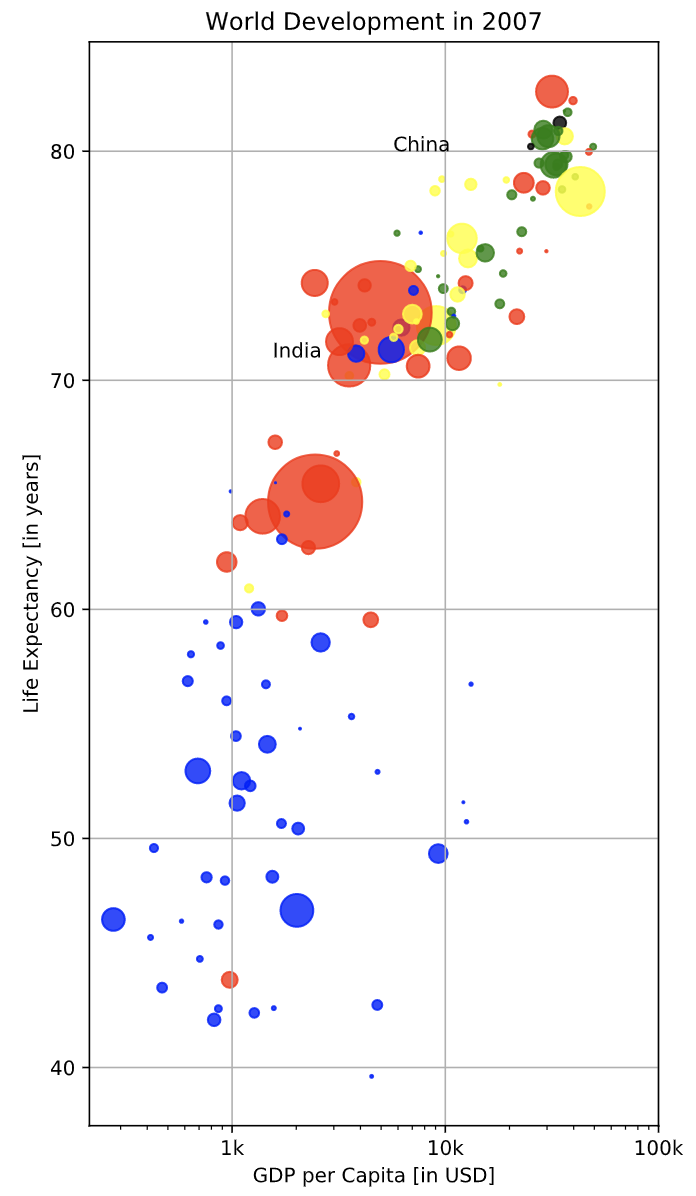 World Development in 2007
China
India
80
70
60
50
40
Life Expectancy [in years]
1k
10k
100k
GDP per Capita [in USD]